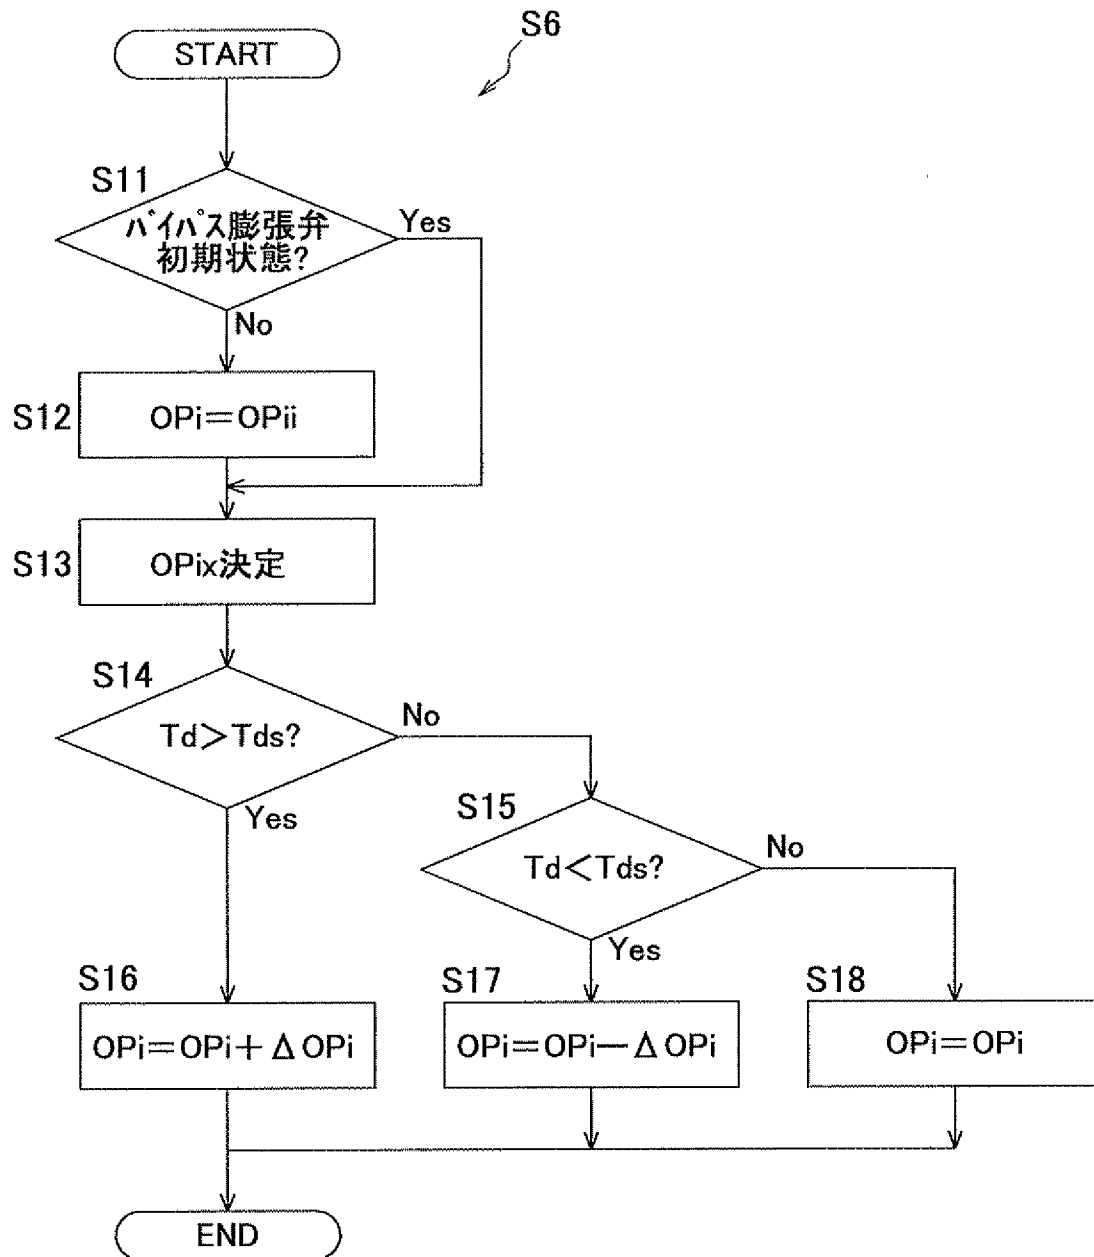 S6
START
S11
バイパス膨張弁
初期状態?
Yes
No
S12
OPi=OPii
S13
OPix決定
S14
Td>Tds?
No
Yes
S15
Td<Tds?
No
Yes
S16
OPi=OPi+ΔOPi
S17
OPi=OPi-ΔOPi
S18
OPi=OPi
END